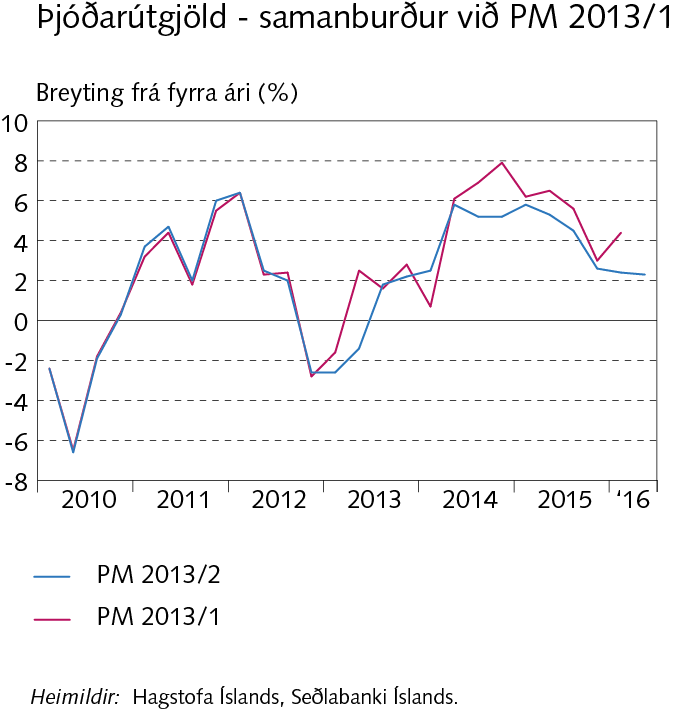 Þjóðarútgjöld - samanburður við PM 2013/1
Breyting frá fyrra ári (%)
10
8
6
4
2
0
-2
-4
-6
-8
2010 2011 2012 2013 2014 2015 ‘16
PM 2013/2
PM 2013/1
Heimildir: Hagstofa Íslands, Seðlabanki Íslands.